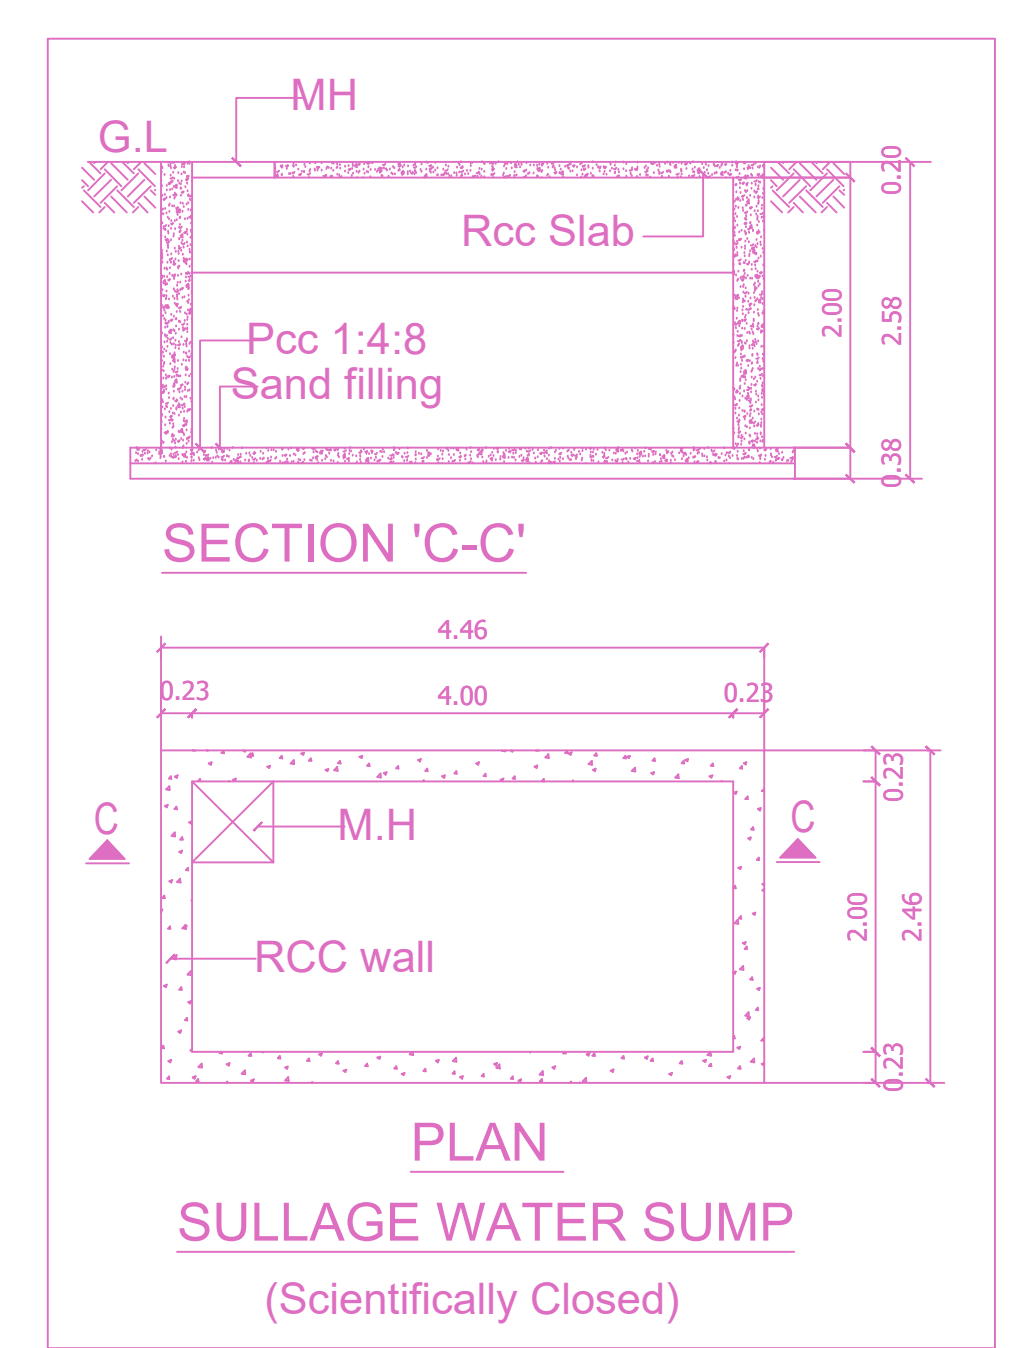 MH
G.L
0.20
Rcc Slab
2.00
2.58
Pcc 1:4:8
Sand filling
0.38
SECTION 'C-C'
4.46
0.23
4.00
0.23
0.23
C
M.H
C
2.00
2.46
RCC wall
0.23
PLAN
SULLAGE WATER SUMP
(Scientifically Closed)